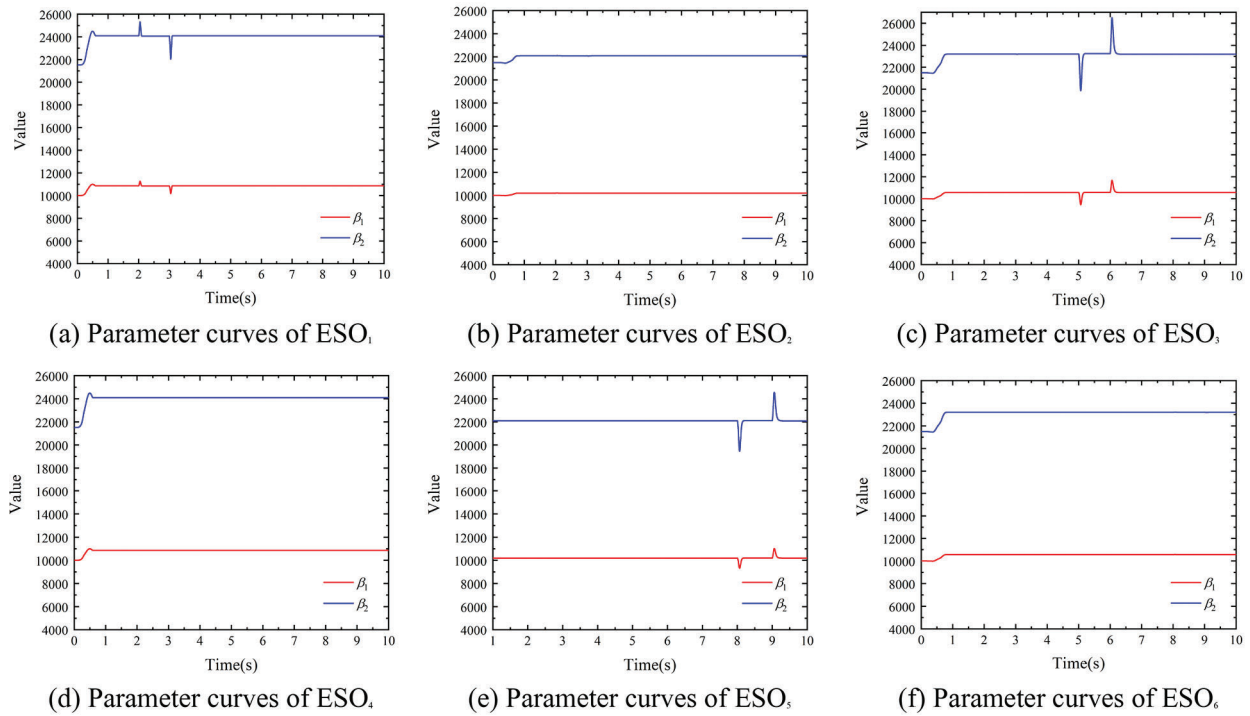 26000
24000
22000
20000
18000
16000
14000
12000
10000
8000
6000
4000
Value
β1
β2
0 1 2 3 4 5 6 7 8 9 10
Time(s)
(a) Parameter curves of ESO1
26000
24000
22000
20000
18000
16000
14000
12000
10000
8000
6000
4000
Value
β1
β2
0 1 2 3 4 5 6 7 8 9 10
Time(s)
(b) Parameter curves of ESO2
26000
24000
22000
20000
18000
16000
14000
12000
10000
8000
6000
4000
Value
β1
β2
0 1 2 3 4 5 6 7 8 9 10
Time(s)
(c) Parameter curves of ESO3
26000
24000
22000
20000
18000
16000
14000
12000
10000
8000
6000
4000
Value
β1
β2
0 1 2 3 4 5 6 7 8 9 10
Time(s)
(d) Parameter curves of ESO4
26000
24000
22000
20000
18000
16000
14000
12000
10000
8000
6000
4000
Value
β1
β2
1 2 3 4 5 6 7 8 9 10
Time(s)
(e) Parameter curves of ESO5
26000
24000
22000
20000
18000
16000
14000
12000
10000
8000
6000
4000
Value
β1
β2
0 1 2 3 4 5 6 7 8 9 10
Time(s)
(f) Parameter curves of ESO6